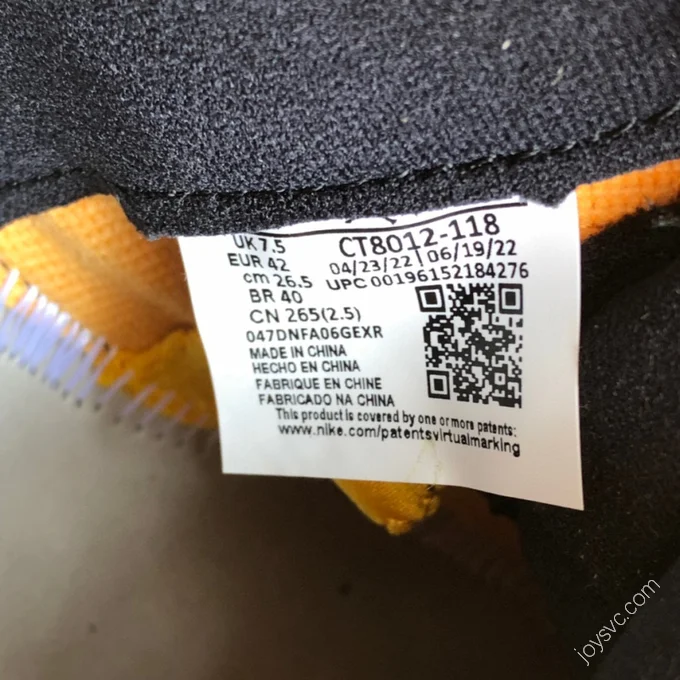 UK 7.5
EUR 42
cm 26.5
BR 40
CN 265(2.5)
CT8012-118
04/23/22 | 06/19/22
UPC 00196152184276
047DNFA06GEXR
MADE IN CHINA
HECHO EN CHINA
FABRIQUE EN CHINE
FABRICADO NA CHINA
This product is covered by one or more patents:
www.nike.com/patentsvirtualmarking
joysvc.com